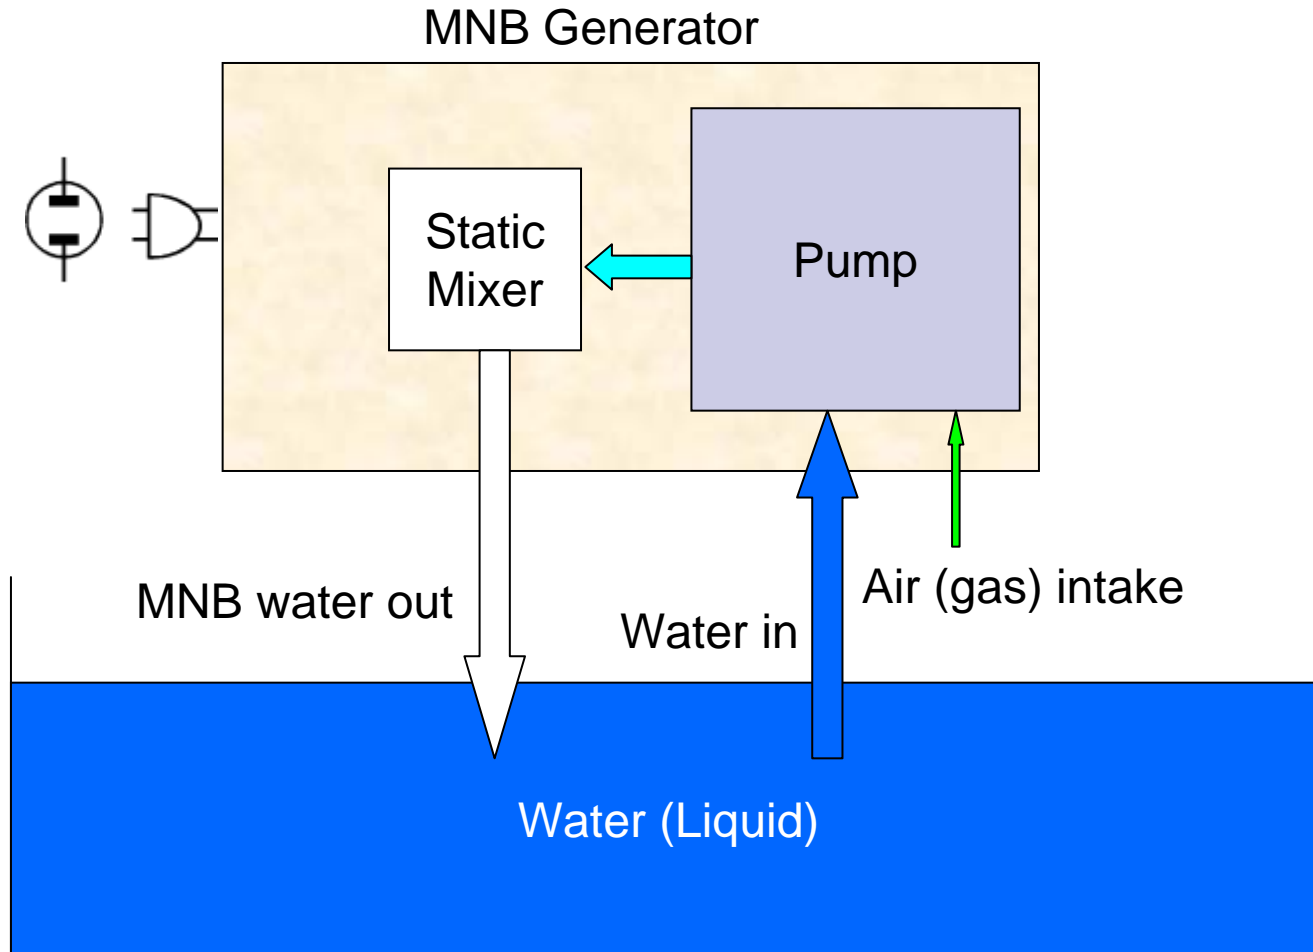 MNB Generator
Static
Mixer
Pump
MNB water out
Water in
Air (gas) intake
Water (Liquid)